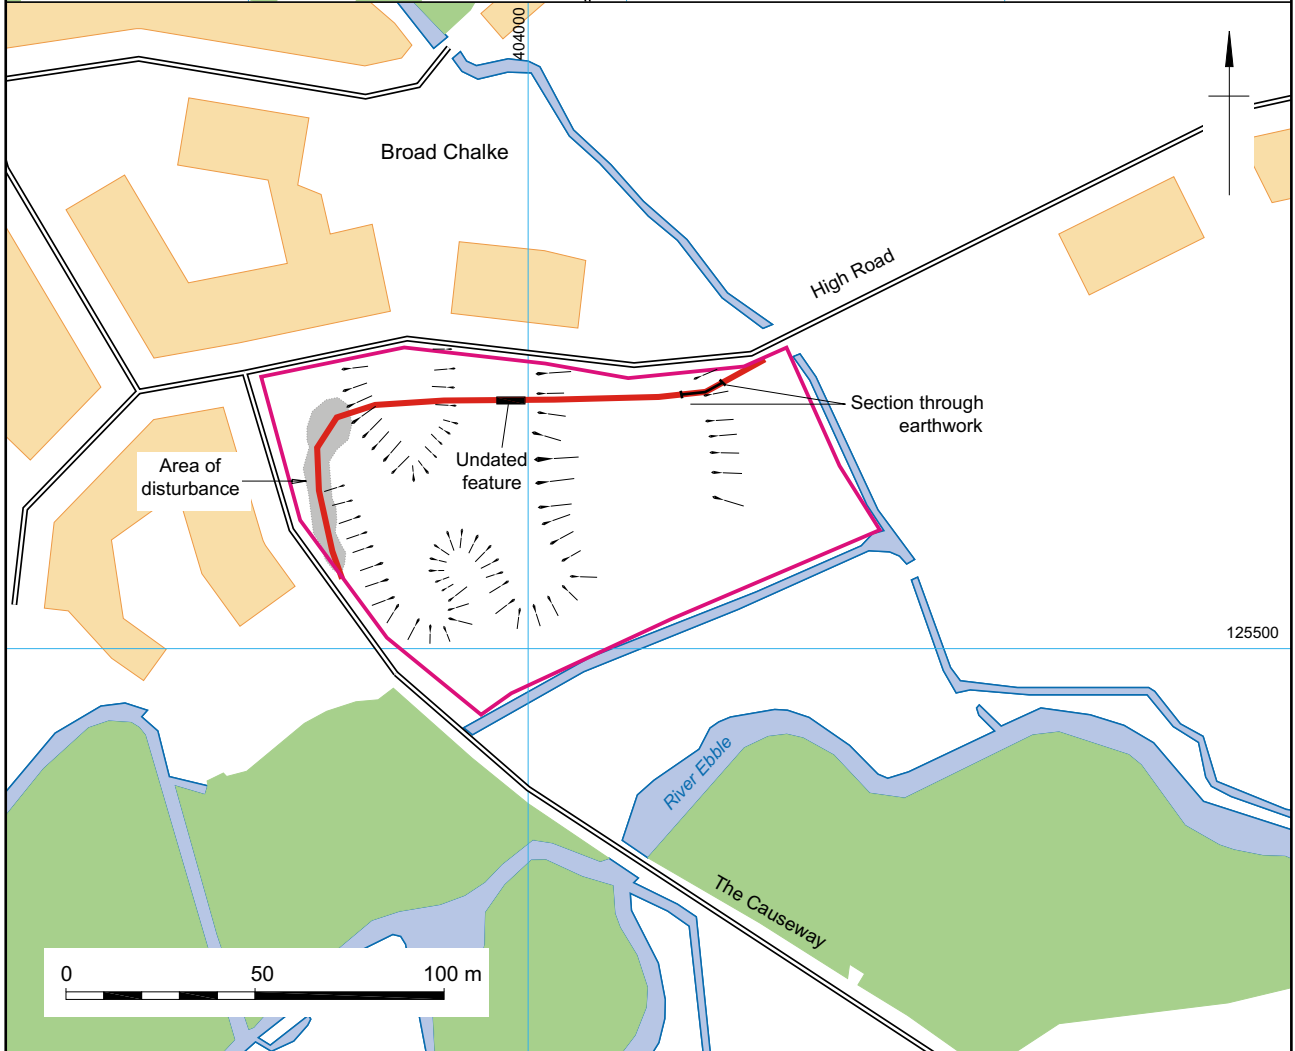 404000
Broad Chalke
High Road
Section through
earthwork
Undated
feature
Area of
disturbance
125500
River Ebble
The Causeway
0 50 100 m